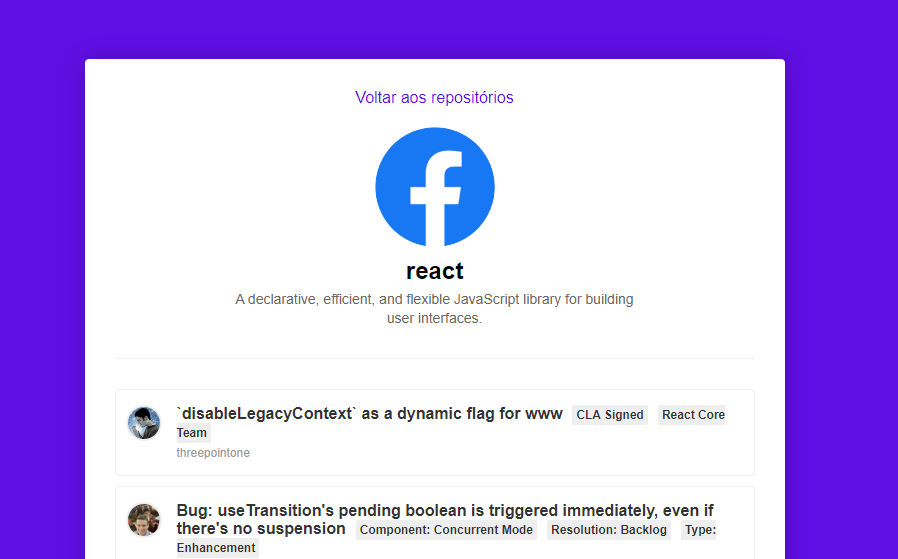 Voltar aos repositórios
react
A declarative, efficient, and flexible JavaScript library for building
user interfaces.
`disableLegacyContext` as a dynamic flag for www CLA Signed React Core
Team
threepointone
Bug: useTransition's pending boolean is triggered immediately, even if
there's no suspension Component: Concurrent Mode Resolution: Backlog Type:
Enhancement